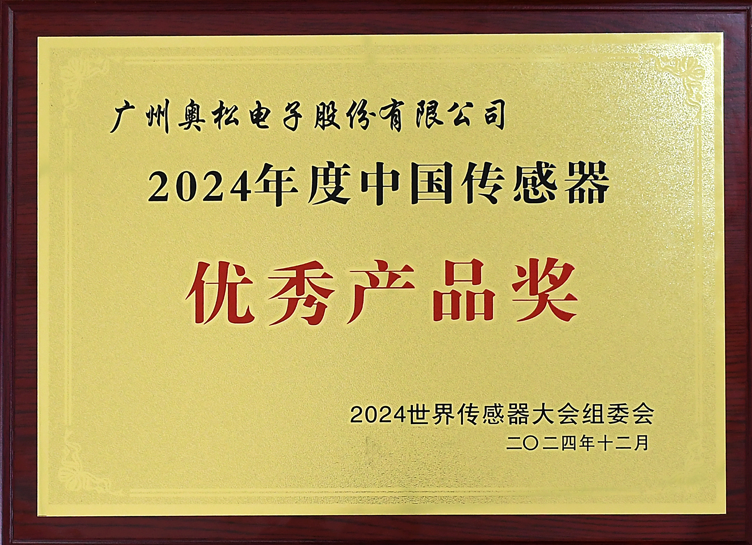 广州奥松电子股份有限公司
2024年度中国传感器
优秀产品奖
2024世界传感器大会组委会
二〇二四年十二月